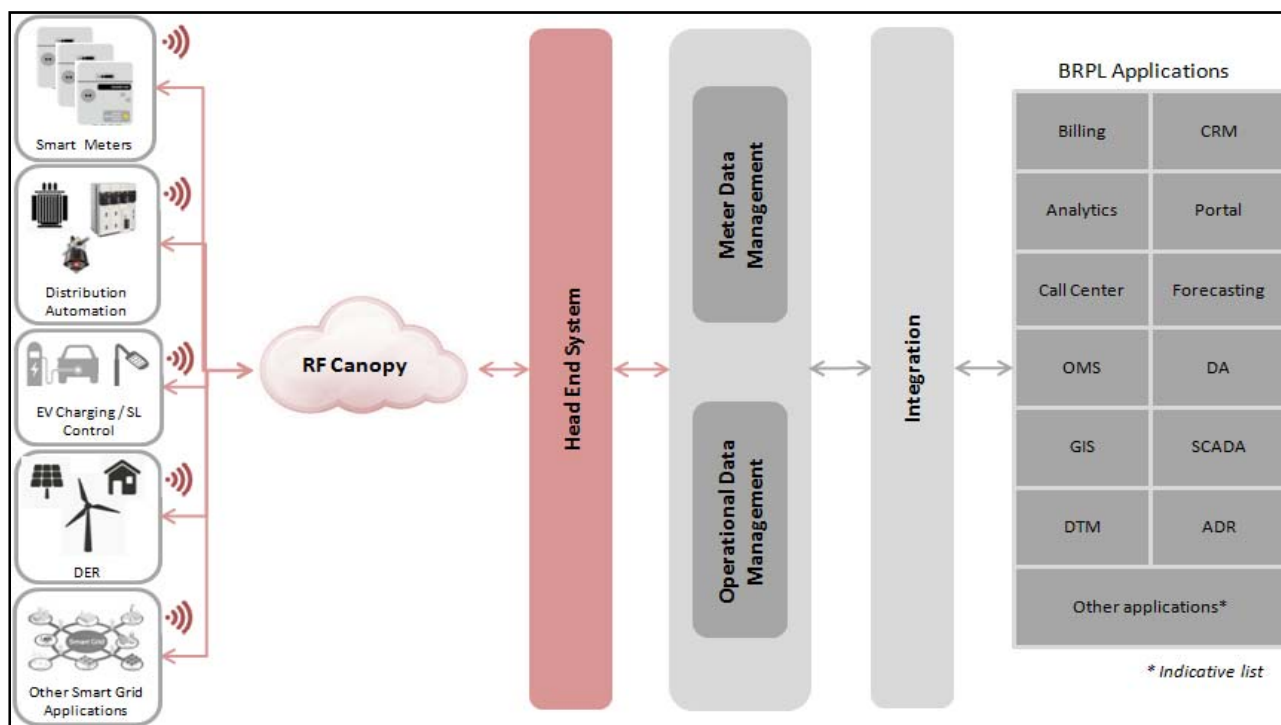 Smart Meters
Distribution
Automation
EV Charging / SL
Control
DER
Smart Grid
Other Smart Grid
Applications
RF Canopy
Head End System
Meter Data
Management
Operational Data
Management
Integration
BRPL Applications
Billing
CRM
Analytics
Portal
Call Center
Forecasting
OMS
DA
GIS
SCADA
DTM
ADR
Other applications*
* Indicative list